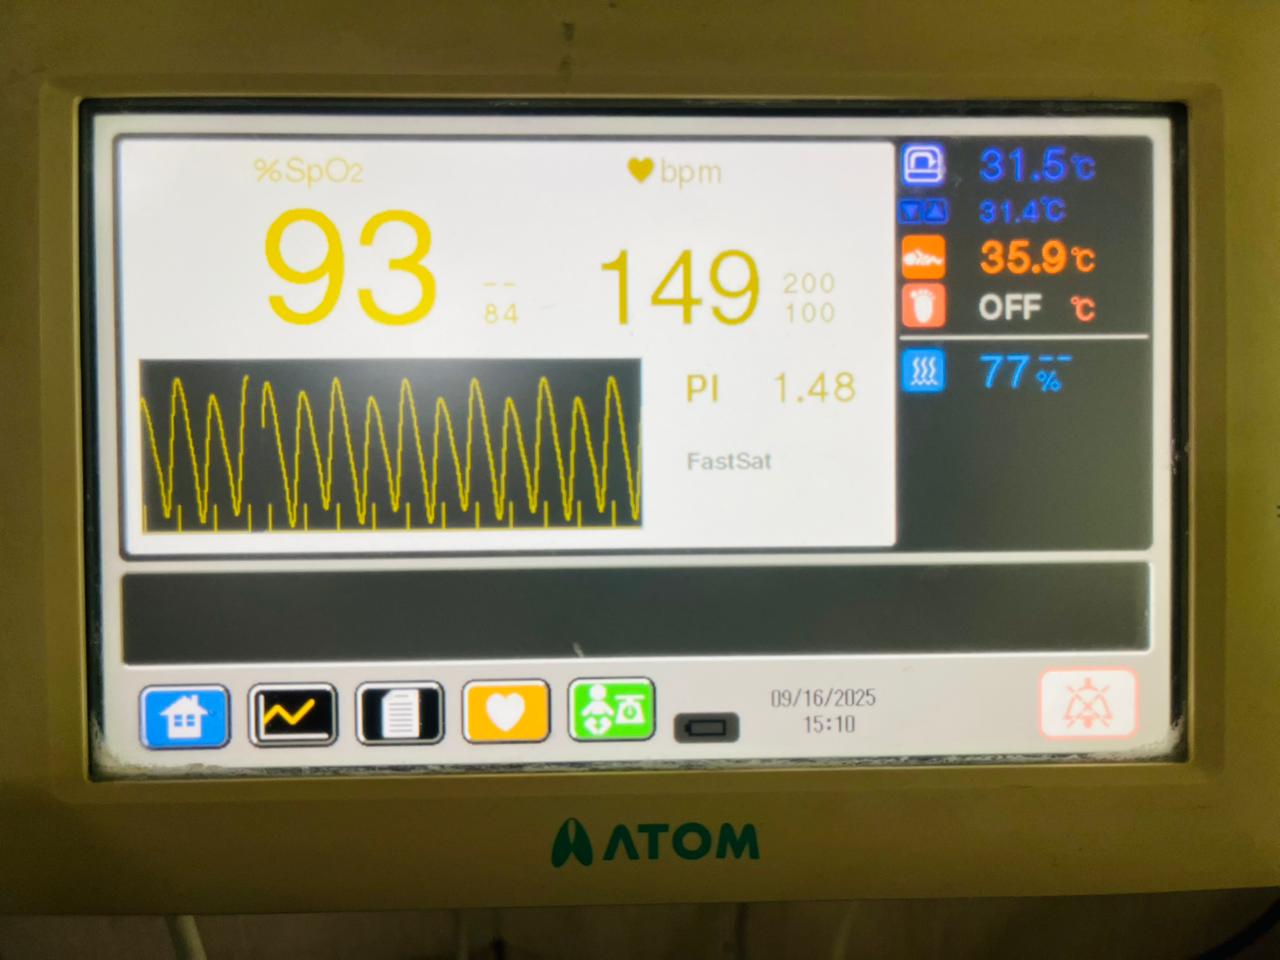 %SpO2
93
--
84
bpm
149
200
100
PI 1.48
FastSat
31.5℃
31.4℃
35.9℃
OFF ℃
77%
--
09/16/2025
15:10
ATOM